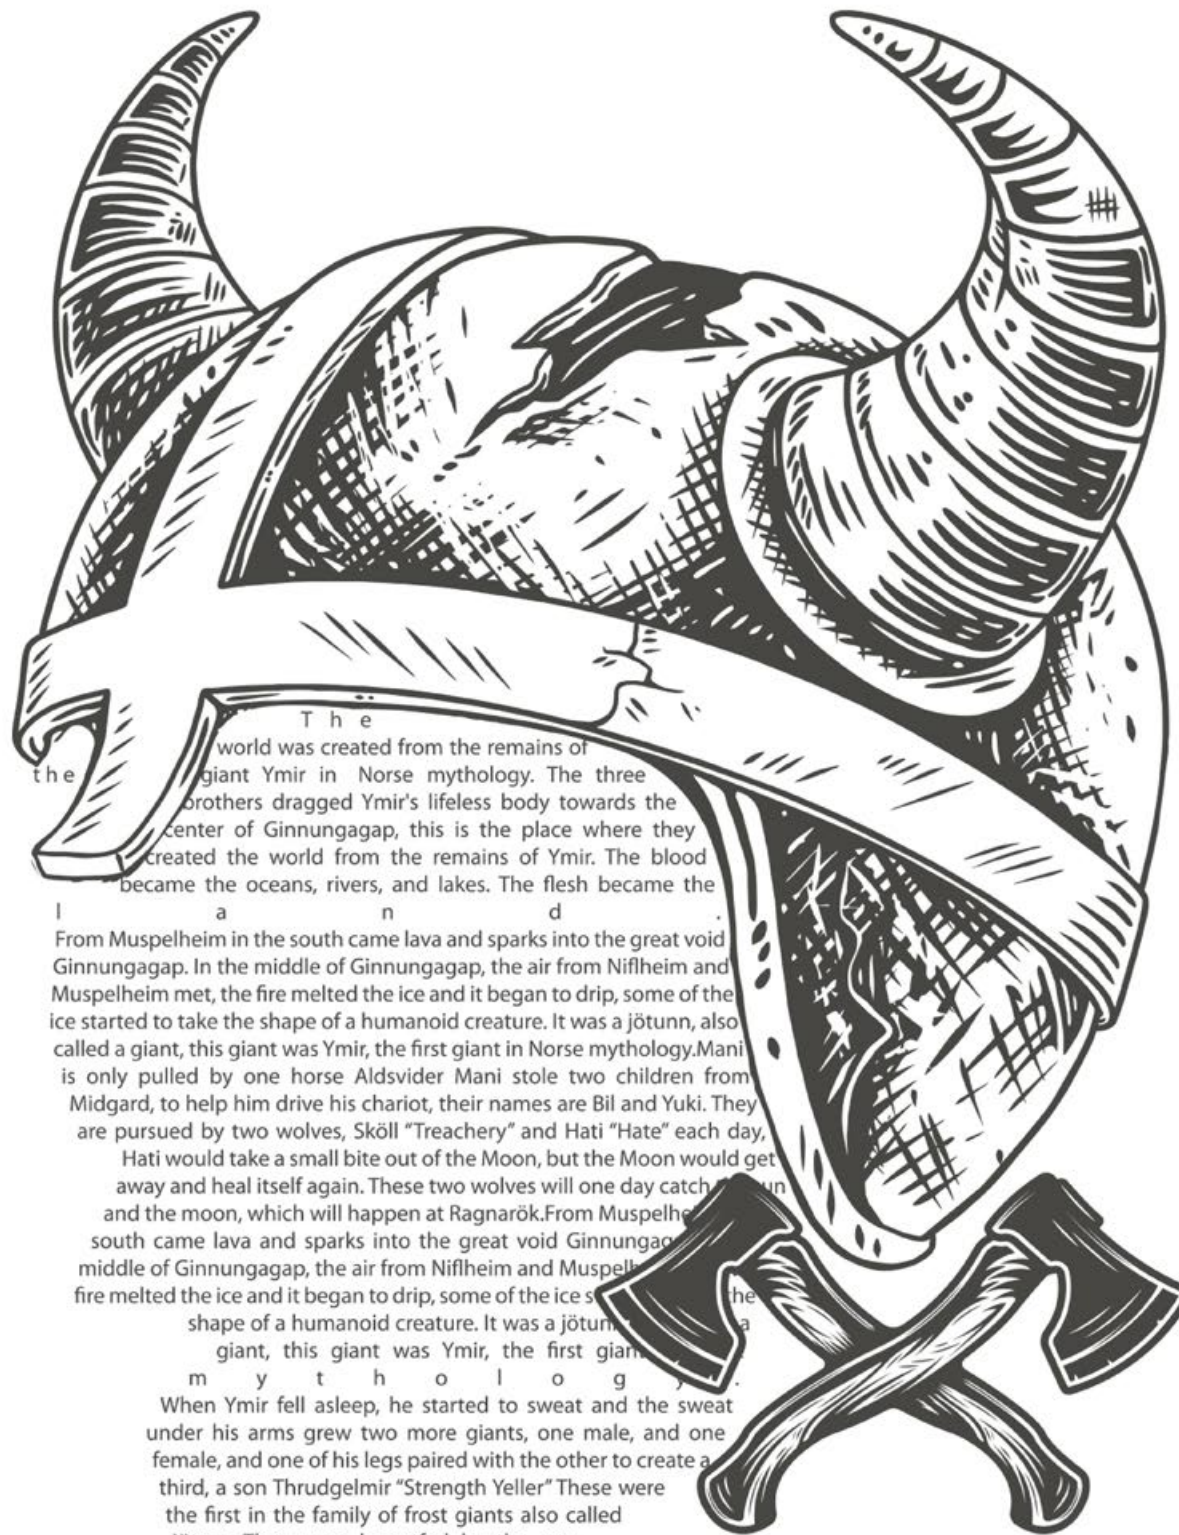 The
world was created from the remains of
the giant Ymir in Norse mythology. The three
brothers dragged Ymir's lifeless body towards the
center of Ginnungagap, this is the place where they
created the world from the remains of Ymir. The blood
became the oceans, rivers, and lakes. The flesh became the
land.
From Muspelheim in the south came lava and sparks into the great void
Ginnungagap. In the middle of Ginnungagap, the air from Niflheim and
Muspelheim met, the fire melted the ice and it began to drip, some of the
ice started to take the shape of a humanoid creature. It was a jötunn, also
called a giant, this giant was Ymir, the first giant in Norse mythology.Mani
is only pulled by one horse Aldsvider Mani stole two children from
Midgard, to help him drive his chariot, their names are Bil and Yuki. They
are pursued by two wolves, Sköll “Treachery” and Hati “Hate” each day,
Hati would take a small bite out of the Moon, but the Moon would get
away and heal itself again. These two wolves will one day catch
and the moon, which will happen at Ragnarök.From
south came lava and sparks into the great void
middle of Ginnungagap, the air from Niflheim and
fire melted the ice and it began to drip, some of the ice
shape of a humanoid creature. It was a a
giant, this giant was Ymir, the first
mythology.
When Ymir fell asleep, he started to sweat and the sweat
under his arms grew two more giants, one male, and one
female, and one of his legs paired with the other to create a
third, a son Thrudgelmir “Strength Yeller” These were
the first in the family of frost giants also called